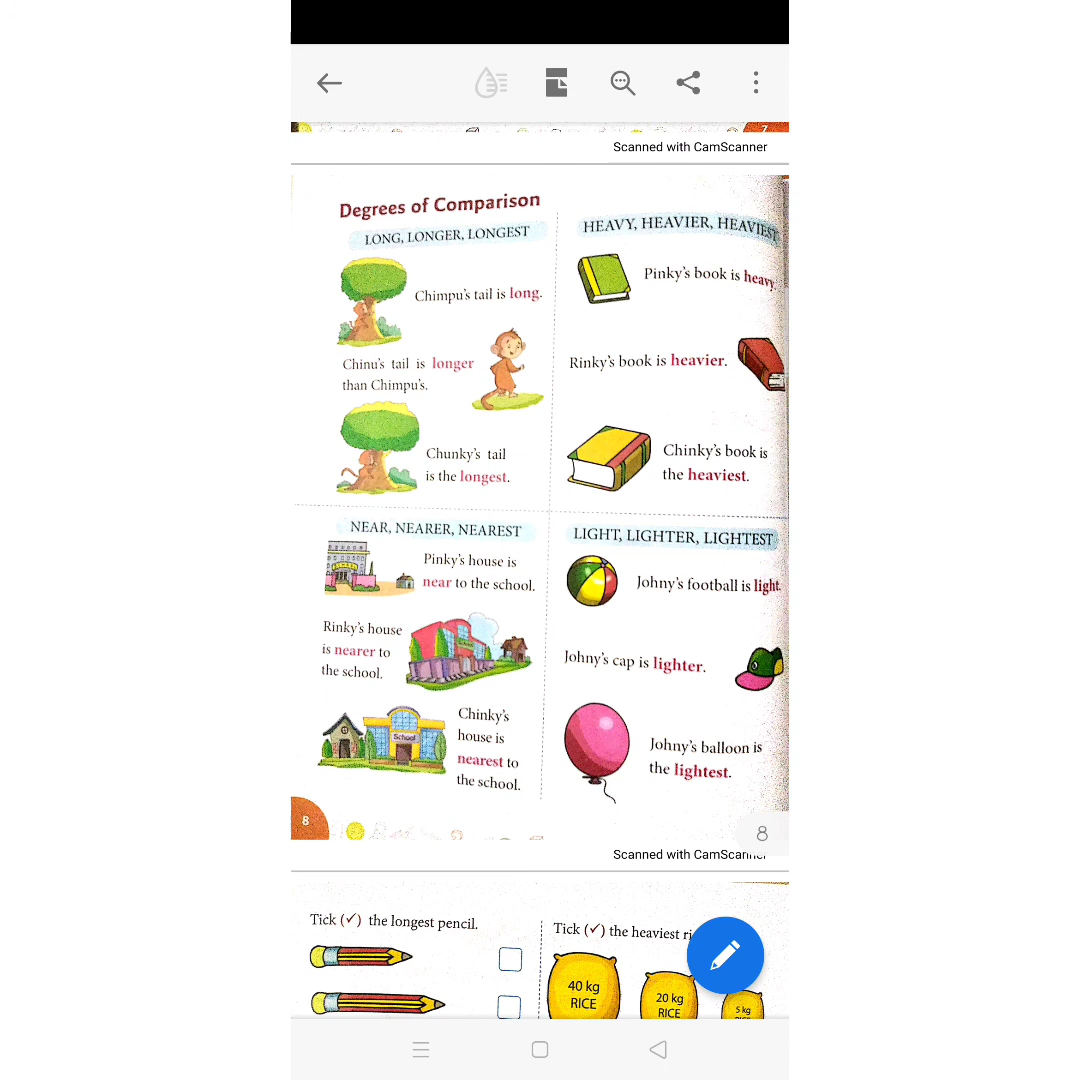 7
Scanned with CamScanner
Degrees of Comparison
LONG, LONGER, LONGEST
Chimpu's tail is long.
Chinu's tail is longer
than Chimpu's.
Chunky's tail
is the longest.
HEAVY, HEAVIER, HEAVIEST
Pinky's book is heavy.
Rinky's book is heavier.
Chinky's book is
the heaviest.
NEAR, NEARER, NEAREST
Pinky's house is
near to the school.
Rinky's house
is nearer to
the school.
School
Chinky's
house is
nearest to
the school.
LIGHT, LIGHTER, LIGHTEST
Johny's football is light.
Johny's cap is lighter.
Johny's balloon is
the lightest.
8
8
Scanned with CamScanner
Tick (✓) the longest pencil.
Tick (✓) the heaviest
40 kg
RICE
20 kg
RICE
5 kg